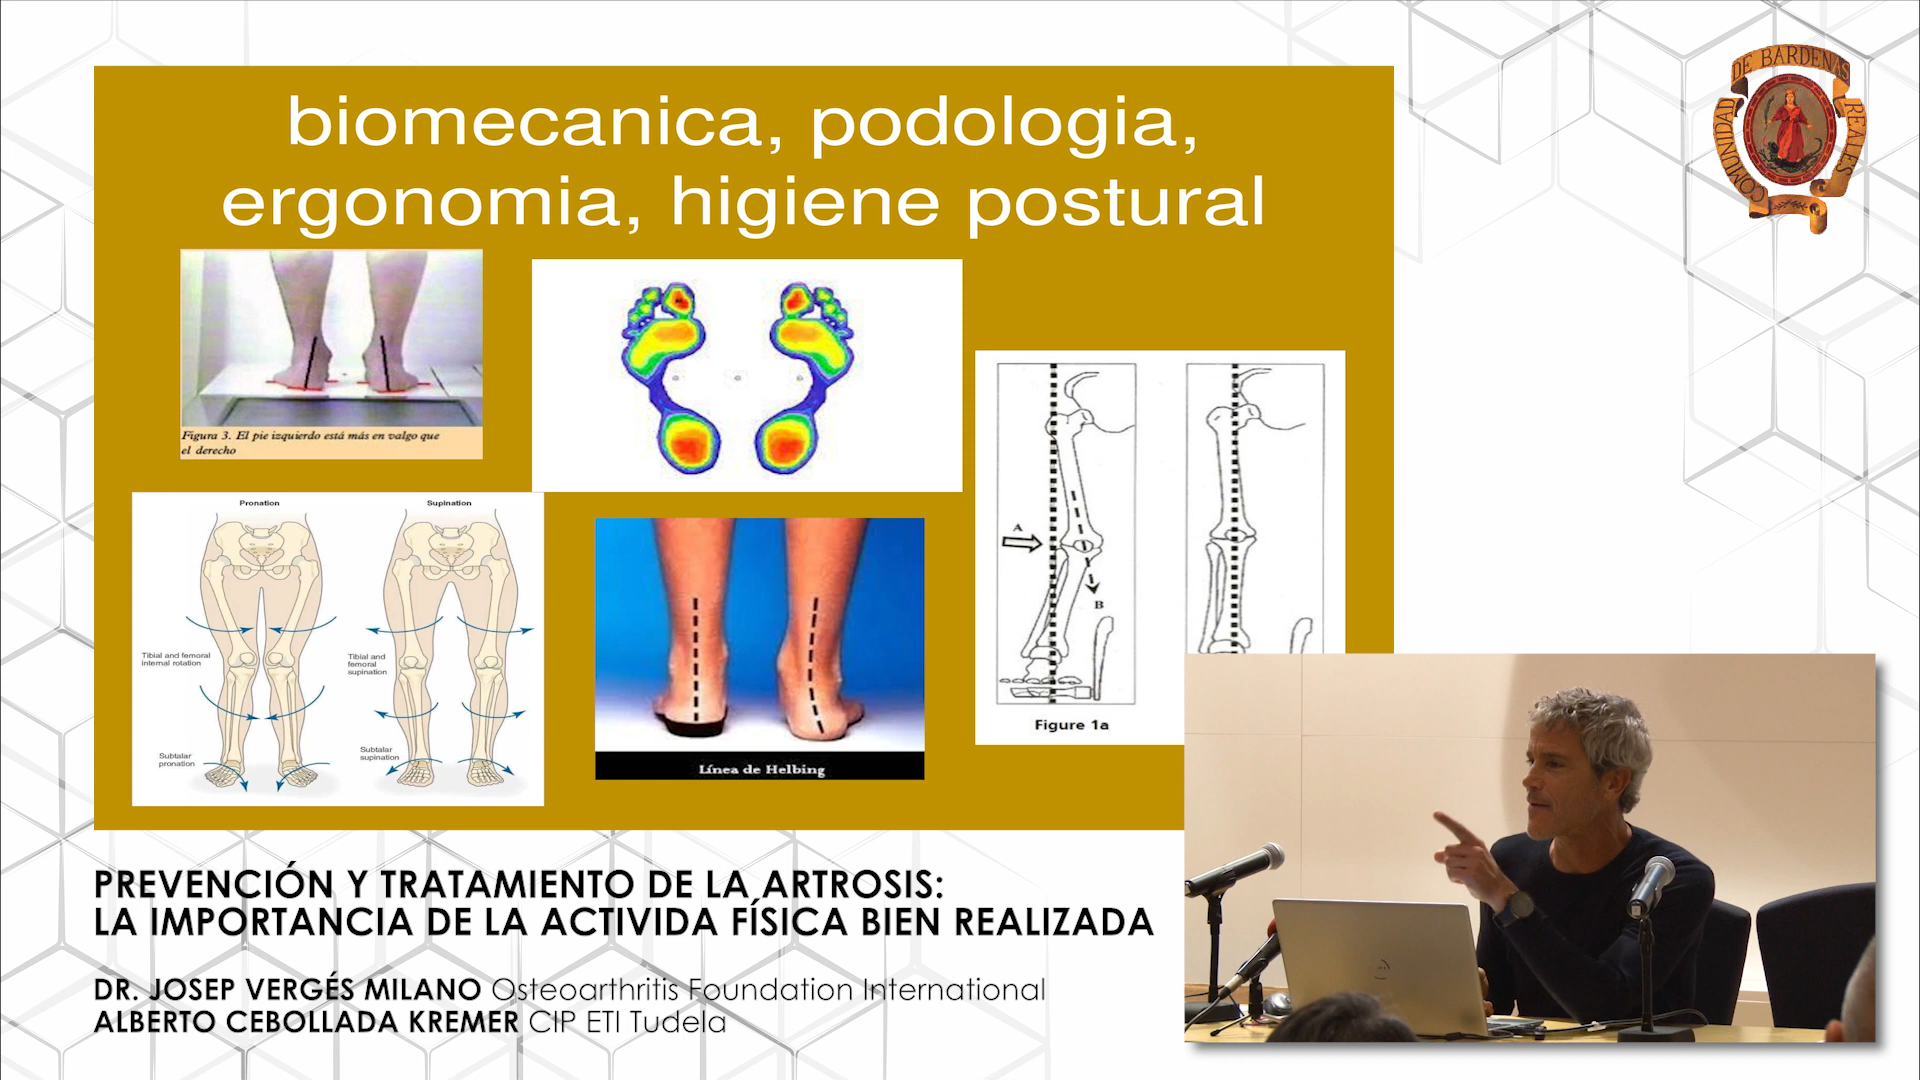 biomecanica, podologia,
ergonomia, higiene postural
Figura 3. El pie izquierdo está más en valgo que
el derecho
Pronation
Supination
Tibial and femoral
internal rotation
Tibial and
femoral
supination
Subtalar
pronation
Subtalar
supination
Línea de Helbing
A
B
Figure 1a
COMUNIDAD
DE BARDENAS
REALES
PREVENCIÓN Y TRATAMIENTO DE LA ARTROSIS:
LA IMPORTANCIA DE LA ACTIVIDA FÍSICA BIEN REALIZADA
DR. JOSEP VERGÉS MILANO Osteoarthritis Foundation International
ALBERTO CEBOLLADA KREMER CIP ETI Tudela